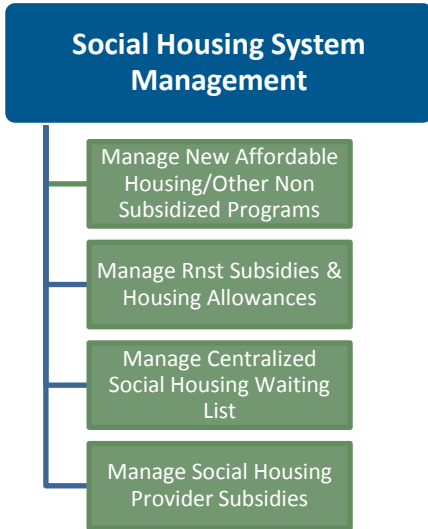 Social Housing System
Management
Manage New Affordable
Housing/Other Non
Subsidized Programs
Manage Rnst Subsidies &
Housing Allowances
Manage Centralized
Social Housing Waiting
List
Manage Social Housing
Provider Subsidies